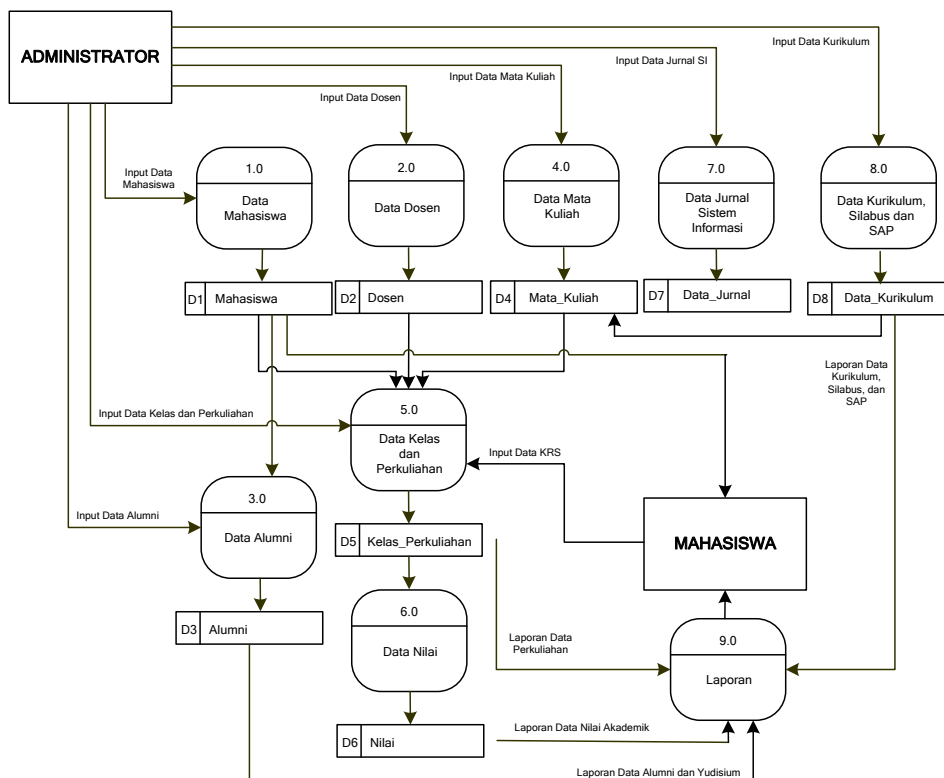 ADMINISTRATOR
Input Data Kurikulum
Input Data Jurnal SI
Input Data Mata Kuliah
Input Data Dosen
Input Data
Mahasiswa
1.0
Data
Mahasiswa
2.0
Data Dosen
4.0
Data Mata
Kuliah
7.0
Data Jurnal
Sistem
Informasi
8.0
Data Kurikulum,
Silabus dan
SAP
D1 Mahasiswa
D2 Dosen
D4 Mata_Kuliah
D7 Data_Jurnal
D8 Data_Kurikulum
Laporan Data
Kurikulum,
Silabus, dan
SAP
Input Data Kelas dan Perkuliahan
5.0
Data Kelas
dan
Perkuliahan
Input Data KRS
3.0
Data Alumni
Input Data Alumni
D5 Kelas_Perkuliahan
MAHASISWA
6.0
Data Nilai
D3 Alumni
Laporan Data
Perkuliahan
9.0
Laporan
D6 Nilai
Laporan Data Nilai Akademik
Laporan Data Alumni dan Yudisium